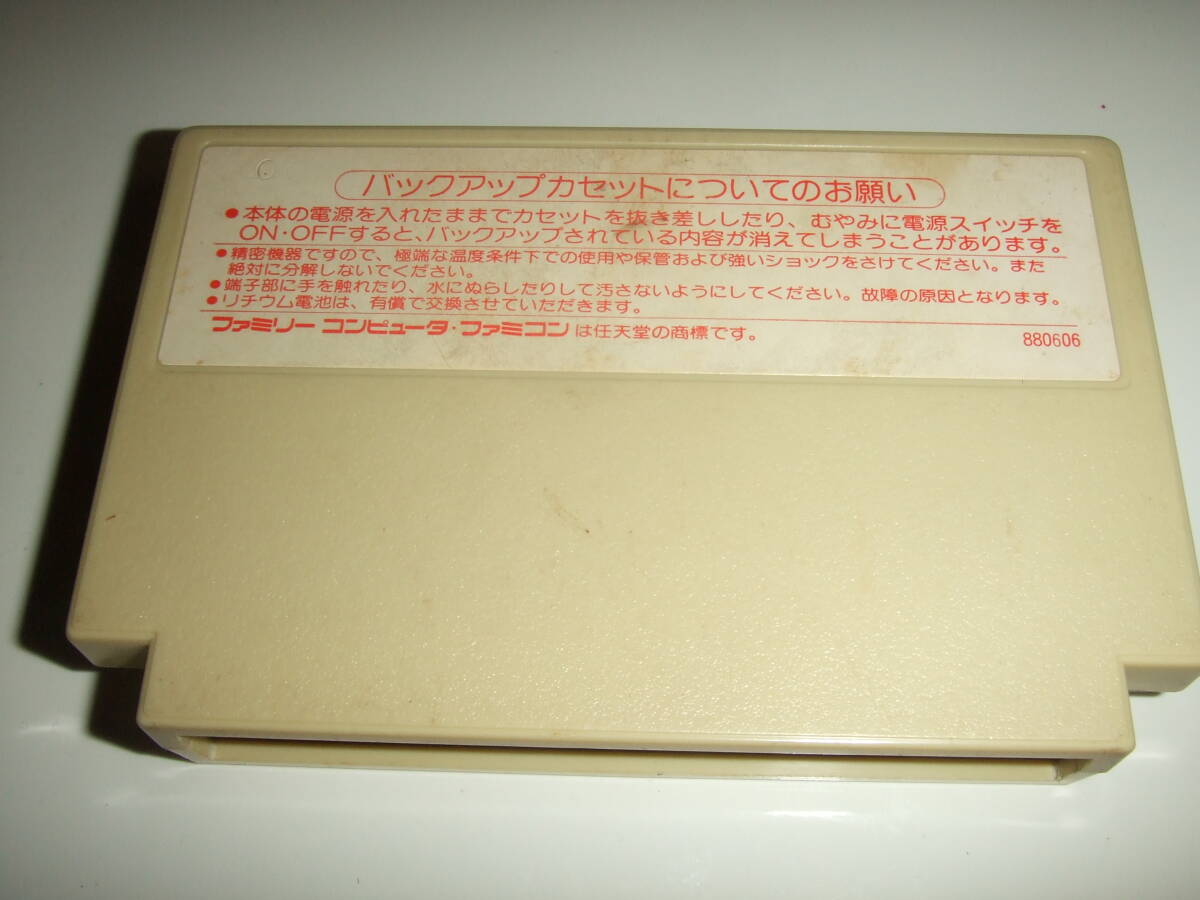 バックアップカセットについてのお願い
●本体の電源を入れたままでカセットを抜き差ししたり、むやみに電源スイッチを
ON・OFFすると、バックアップされている内容が消えてしまうことがあります。
●精密機器ですので、極端な温度条件下での使用や保管および強いショックをさけてください。また
絶対に分解しないでください。
●端子部に手を触れたり、水にぬらしたりして汚さないようにしてください。故障の原因となります。
●リチウム電池は、有償で交換させていただきます。
ファミリーコンピュータ・ファミコンは任天堂の商標です。
880606